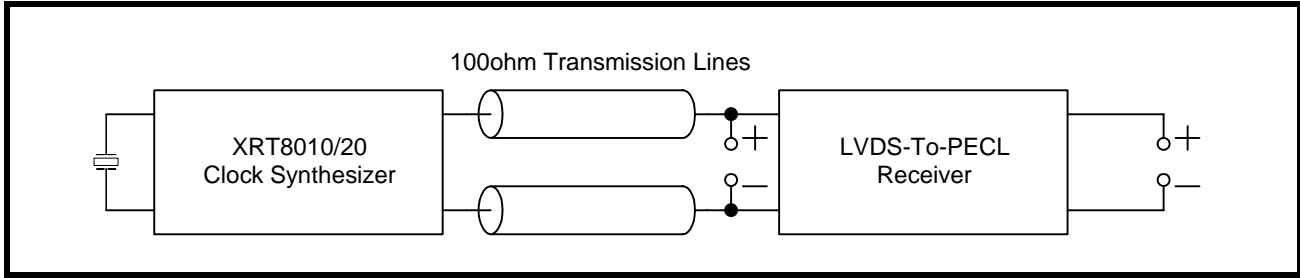 100ohm Transmission Lines
XRT8010/20
Clock Synthesizer
+
−
LVDS-To-PECL
Receiver
+
−